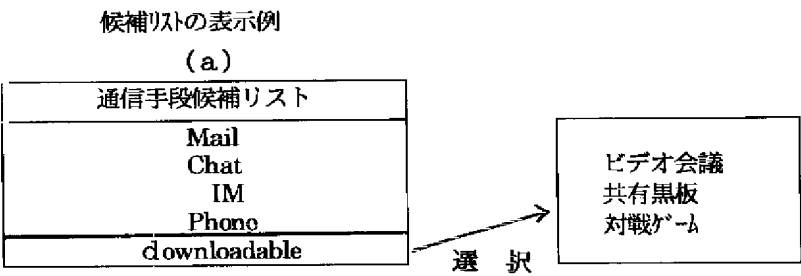 候補ﾘｽﾄの表示例
(a)
通信手段候補リスト
Mail
Chat
IM
Phone
downloadable
選 択
ビデオ会議
共有黒板
対戦ｹﾞｰﾑ